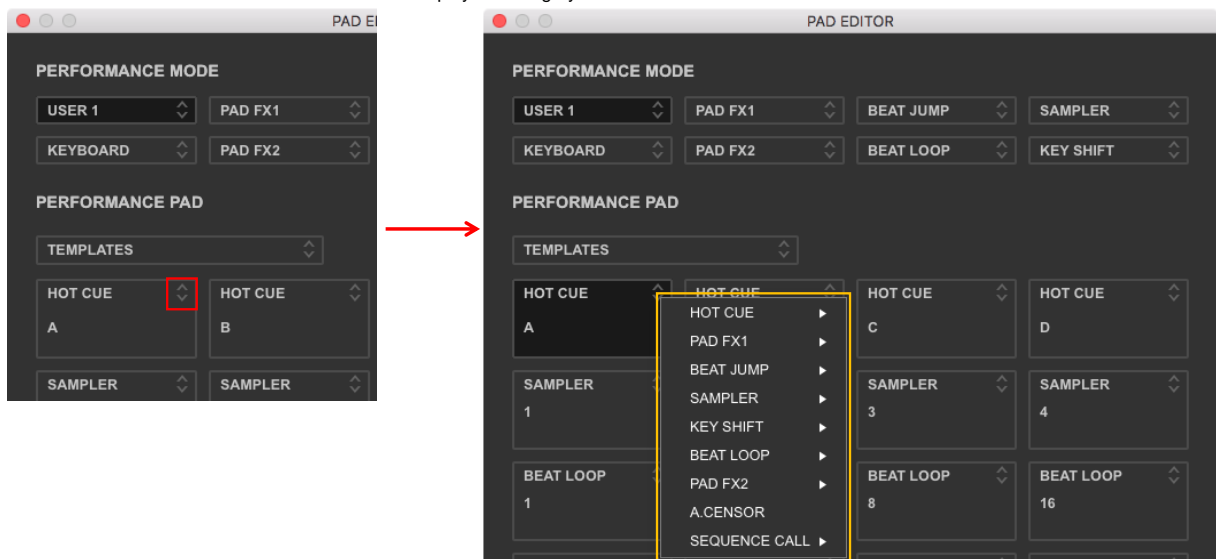 PAD EDITOR
PERFORMANCE MODE
USER 1
PAD FX1
KEYBOARD
PAD FX2
PERFORMANCE PAD
TEMPLATES
HOT CUE
HOT CUE
A
B
SAMPLER
SAMPLER
PAD EDITOR
PERFORMANCE MODE
USER 1
PAD FX1
BEAT JUMP
SAMPLER
KEYBOARD
PAD FX2
BEAT LOOP
KEY SHIFT
PERFORMANCE PAD
TEMPLATES
HOT CUE
HOT CUE
HOT CUE
HOT CUE
A
C
D
SAMPLER
SAMPLER
SAMPLER
1
3
4
BEAT LOOP
BEAT LOOP
BEAT LOOP
1
8
16
HOT CUE
PAD FX1
BEAT JUMP
SAMPLER
KEY SHIFT
BEAT LOOP
PAD FX2
A.CENSOR
SEQUENCE CALL